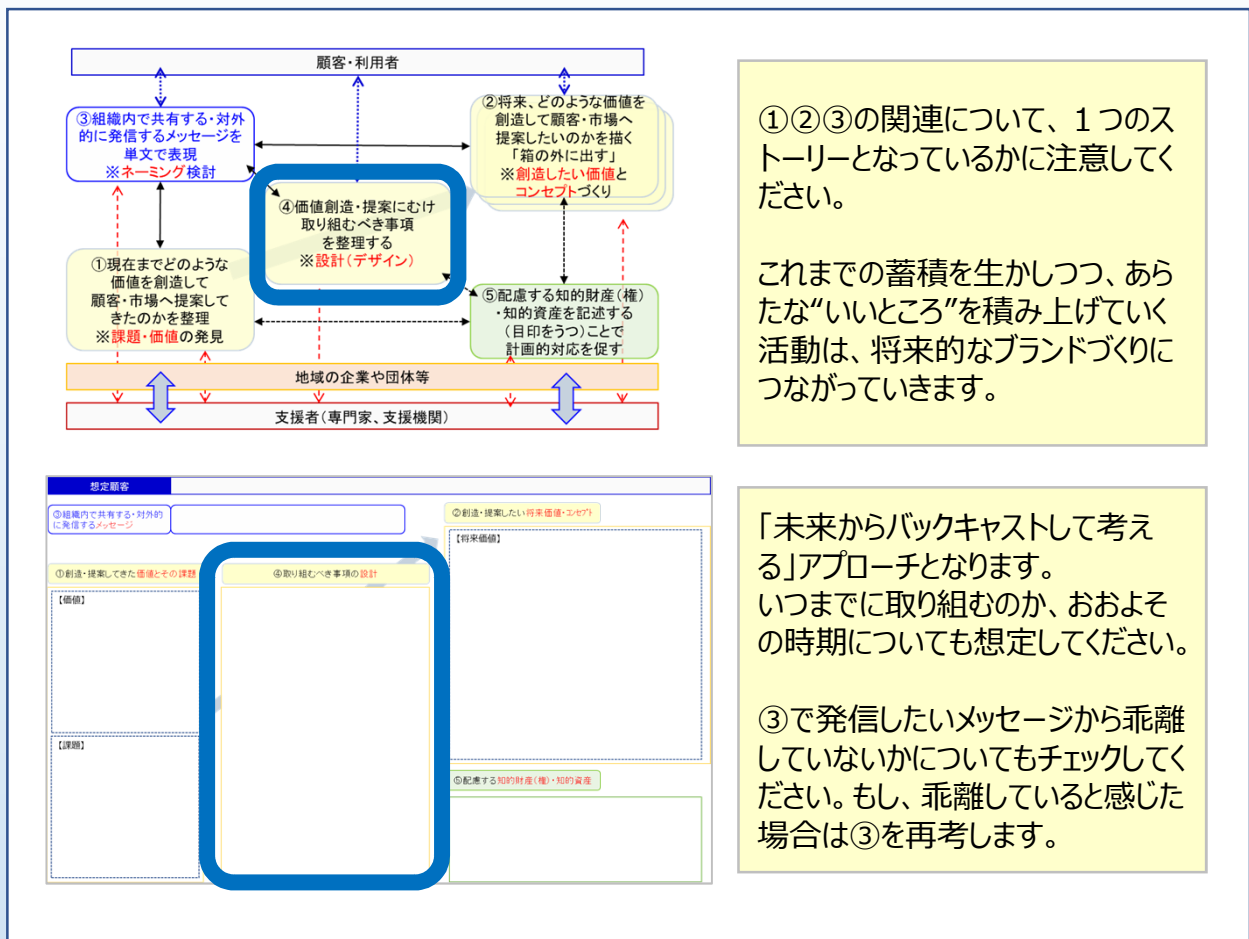 顧客・利用者
③組織内で共有する・対外
的に発信するメッセージを
単文で表現
※ネーミング検討
②将来、どのような価値を
創造して顧客・市場へ
提案したいのかを描く
「箱の外に出す」
※創造したい価値と
コンセプトづくり
④価値創造・提案にむけ
取り組むべき事項
を整理する
※設計（デザイン）
①現在までどのような
価値を創造して
顧客・市場へ提案して
きたのかを整理
※課題・価値の発見
⑤配慮する知的財産（権）
・知的資産を記述する
（目印をうつ）ことで
計画的対応を促す
地域の企業や団体等
支援者（専門家、支援機関）
①②③の関連について、１つのス
トーリーとなっているかに注意してく
ださい。
これまでの蓄積を生かしつつ、あら
たな“いいところ”を積み上げていく
活動は、将来的なブランドづくりに
つながっていきます。
想定顧客
③組織内で共有する・対外的
に発信するメッセージ
②創造・提案したい将来価値・コンセプト
【将来価値】
①創造・提案してきた価値とその課題
④取り組むべき事項の設計
【価値】
【課題】
⑤配慮する知的財産（権）・知的資産
「未来からバックキャストして考え
る」アプローチとなります。
いつまでに取り組むのか、おおよそ
の時期についても想定してください。
③で発信したいメッセージから乖離
していないかについてもチェックしてく
ださい。もし、乖離していると感じた
場合は③を再考します。